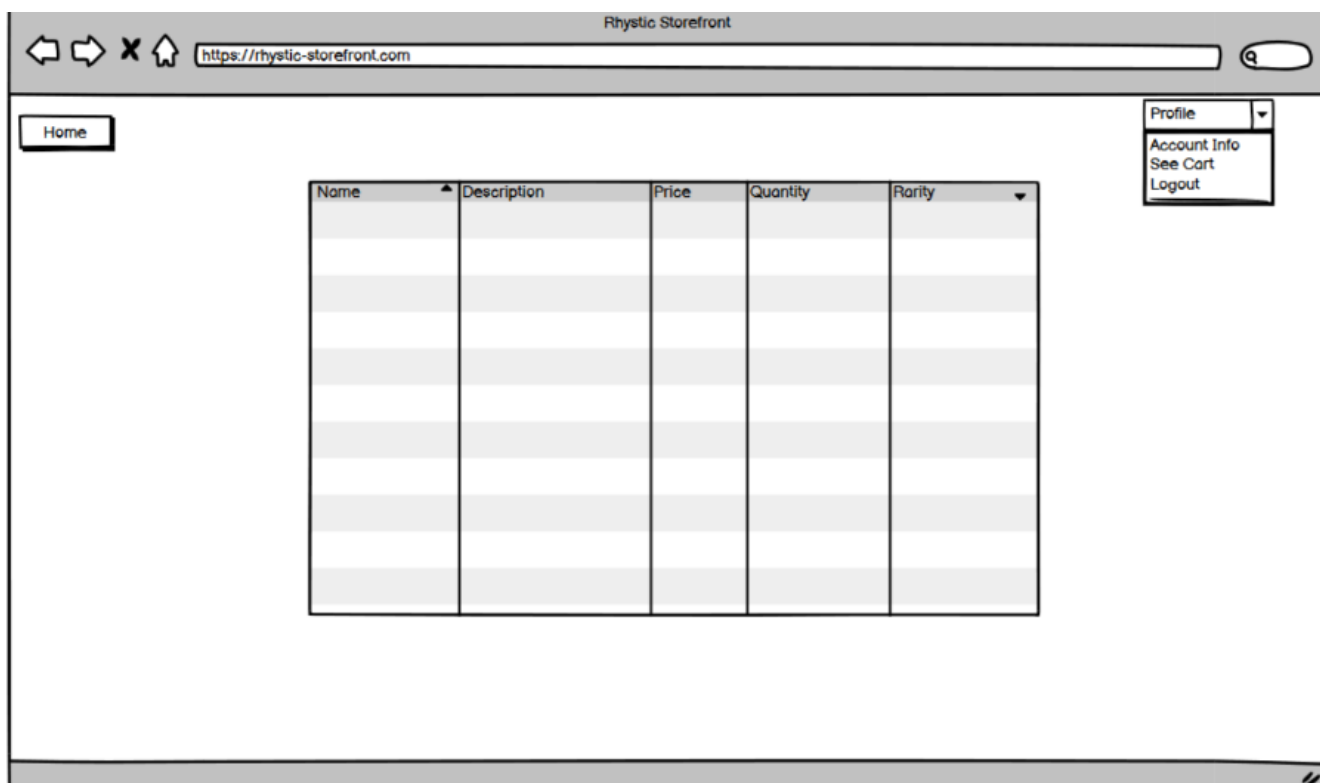 Rhystic Storefront
https://rhystic-storefront.com
Home
Profile
Account Info
See Cart
Logout
Name Description Price Quantity Rarity